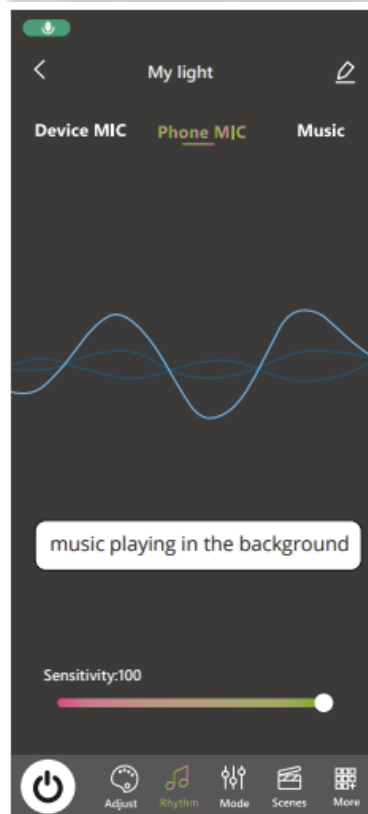 My light
Device MIC Phone MIC Music
music playing in the background
Sensitivity:100
Adjust Rhythm Mode Scenes More